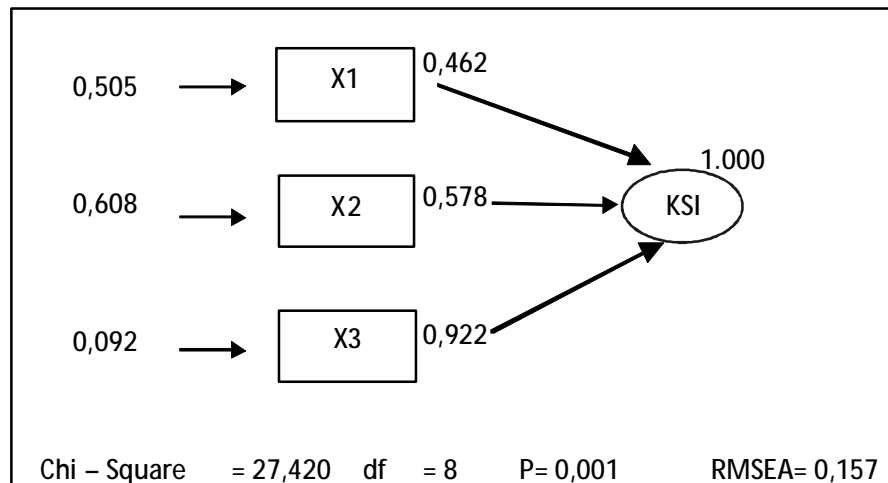 0,505 X1 0,462
1.000
0,608 X2 0,578 KSI
0,092 X3 0,922
Chi – Square = 27,420 df = 8 P= 0,001 RMSEA= 0,157